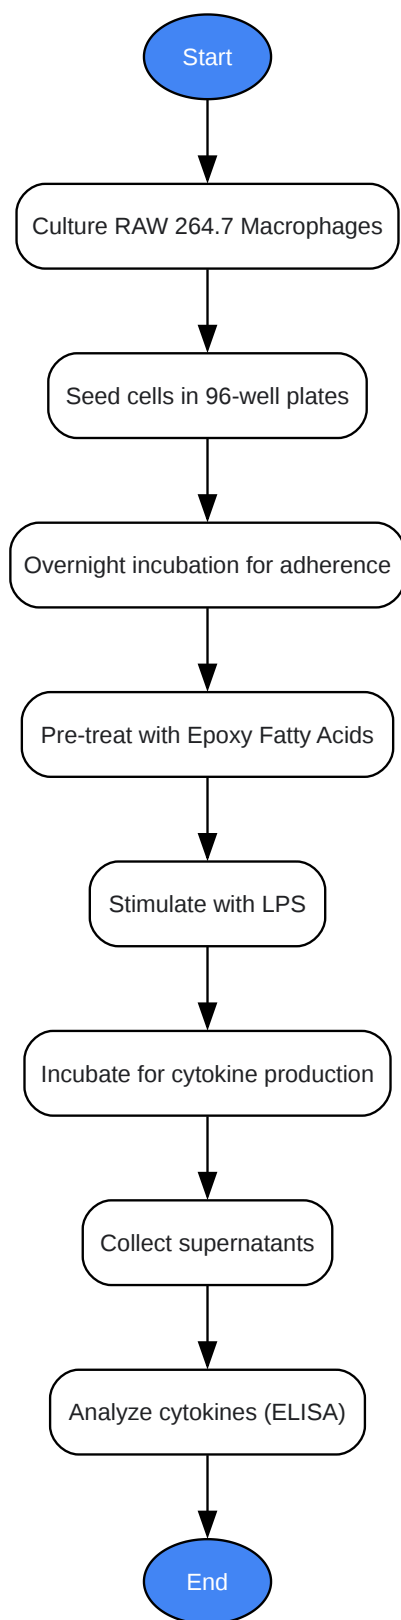 Start
Culture RAW 264.7 Macrophages
Seed cells in 96-well plates
Overnight incubation for adherence
Pre-treat with Epoxy Fatty Acids
Stimulate with LPS
Incubate for cytokine production
Collect supernatants
Analyze cytokines (ELISA)
End